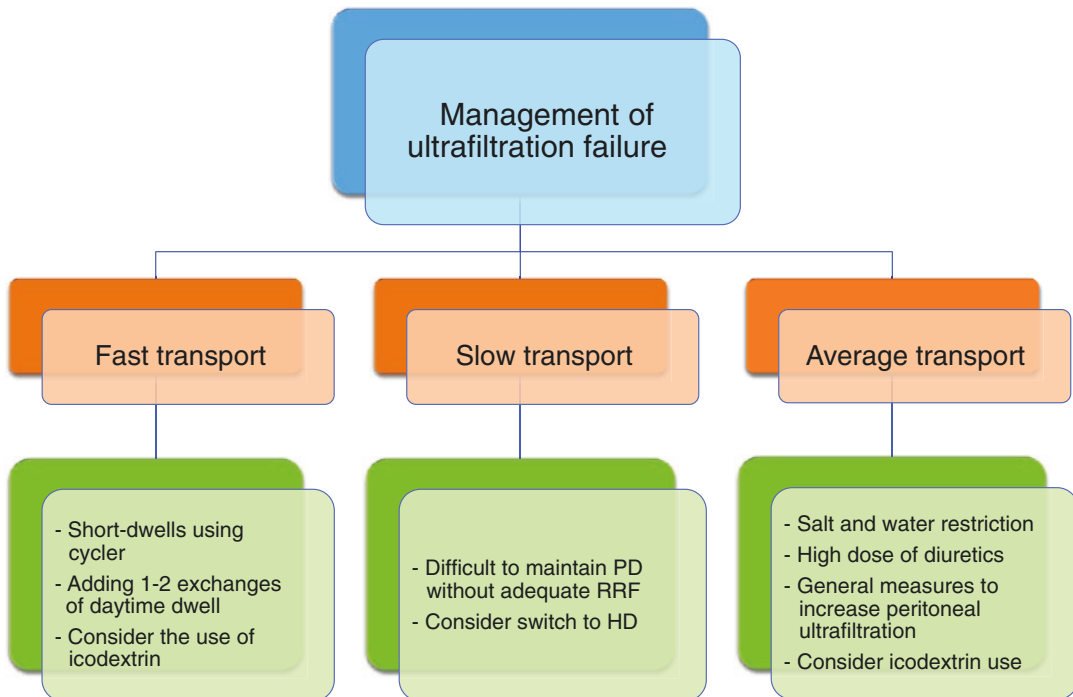 Management of
ultrafiltration failure
Fast transport
Slow transport
Average transport
- Short-dwells using
cycler
- Adding 1-2 exchanges
of daytime dwell
- Consider the use of
icodextrin
- Difficult to maintain PD
without adequate RRF
- Consider switch to HD
- Salt and water restriction
- High dose of diuretics
- General measures to
increase peritoneal
ultrafiltration
- Consider icodextrin use